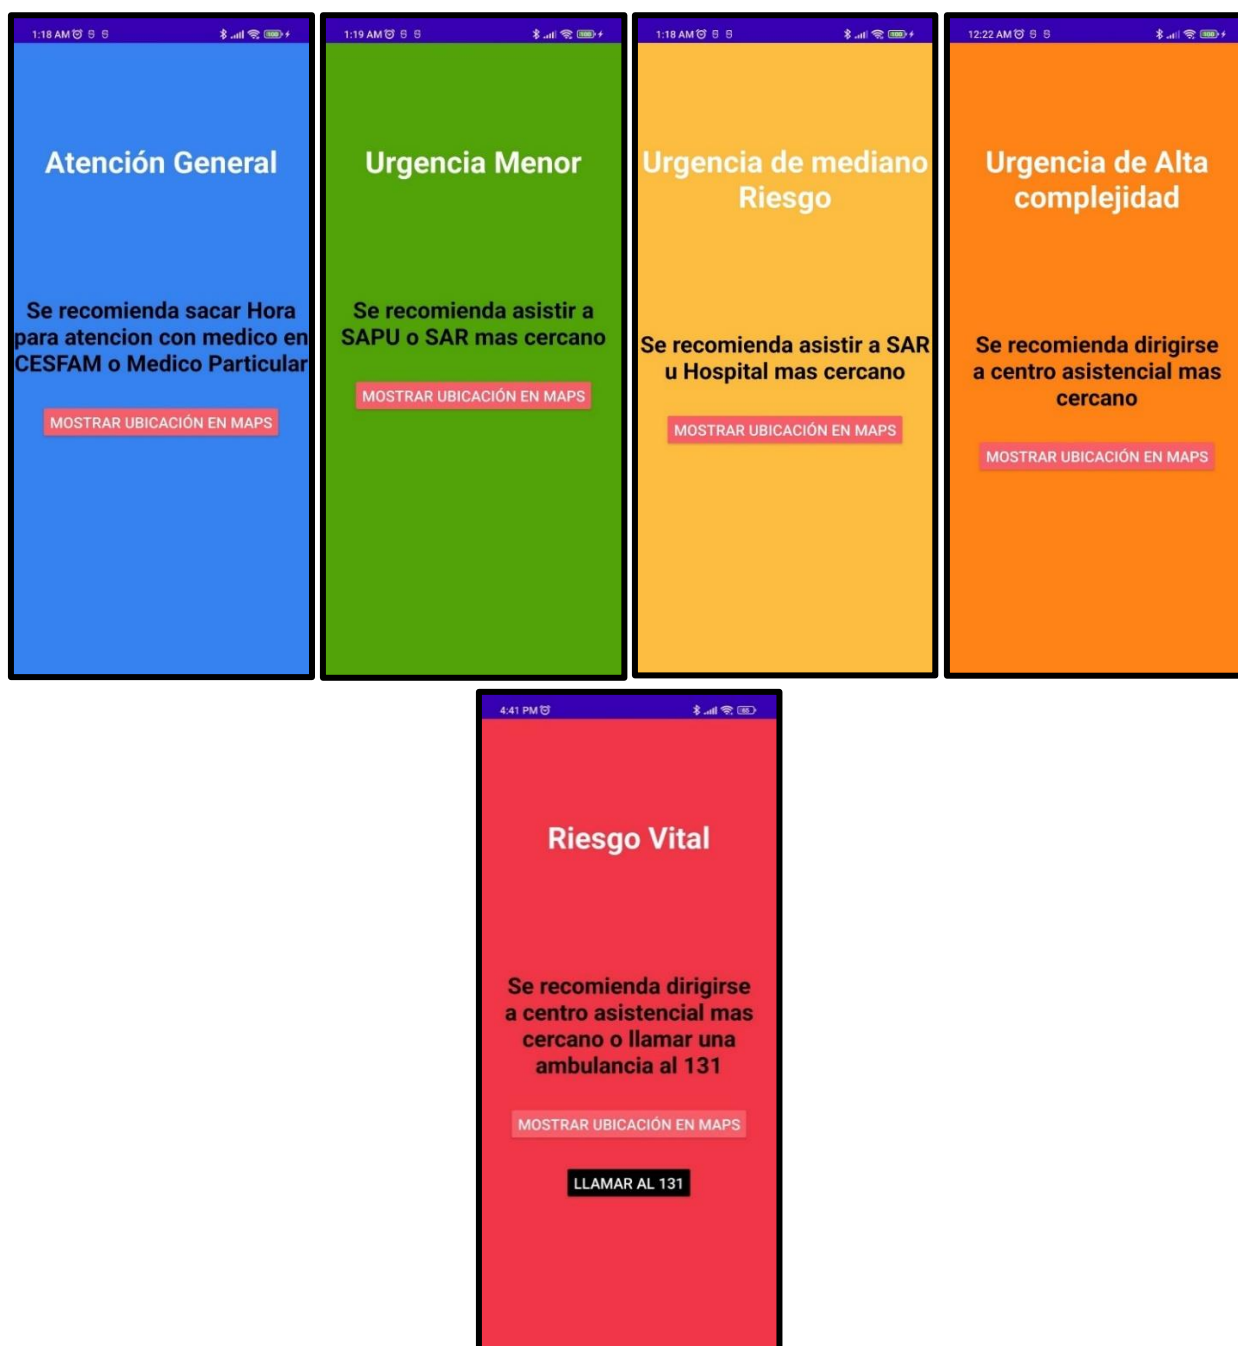 1:18 AM
Atención General
Se recomienda sacar Hora
para atencion con medico en
CESFAM o Medico Particular
MOSTRAR UBICACIÓN EN MAPS
1:19 AM
Urgencia Menor
Se recomienda asistir a
SAPU o SAR mas cercano
MOSTRAR UBICACIÓN EN MAPS
1:18 AM
Urgencia de mediano
Riesgo
Se recomienda asistir a SAR
u Hospital mas cercano
MOSTRAR UBICACIÓN EN MAPS
12:22 AM
Urgencia de Alta
complejidad
Se recomienda dirigirse
a centro asistencial mas
cercano
MOSTRAR UBICACIÓN EN MAPS
4:41 PM
Riesgo Vital
Se recomienda dirigirse
a centro asistencial mas
cercano o llamar una
ambulancia al 131
MOSTRAR UBICACIÓN EN MAPS
LLAMAR AL 131